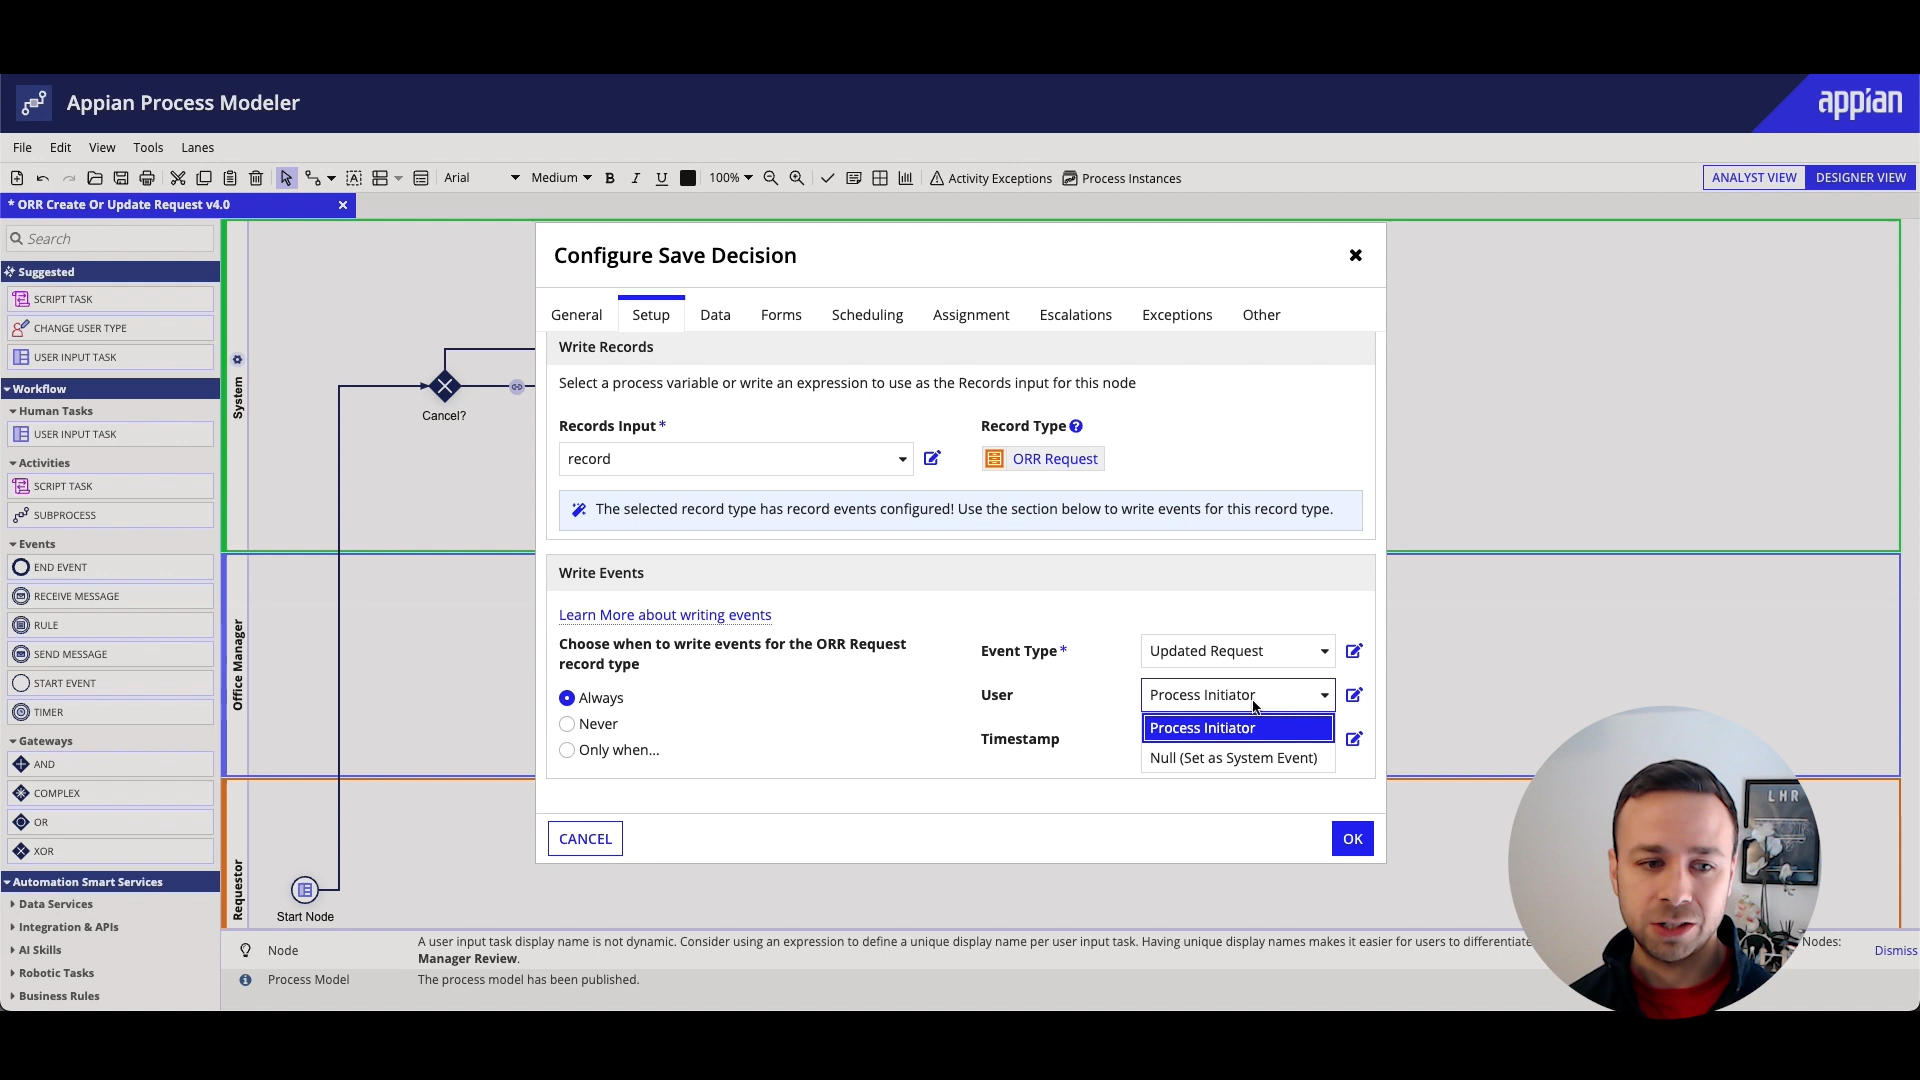 Appian Process Modeler
appian
File Edit View Tools Lanes
Arial Medium B I U 100% Activity Exceptions Process Instances ANALYST VIEW DESIGNER VIEW
* ORR Create Or Update Request v4.0
Search
Suggested
SCRIPT TASK
CHANGE USER TYPE
USER INPUT TASK
Workflow
Human Tasks
USER INPUT TASK
Activities
SCRIPT TASK
SUBPROCESS
Events
END EVENT
RECEIVE MESSAGE
RULE
SEND MESSAGE
START EVENT
TIMER
Gateways
AND
COMPLEX
OR
XOR
Automation Smart Services
Data Services
Integration & APIs
AI Skills
Robotic Tasks
Business Rules
System
Cancel?
Office Manager
Requestor
Start Node
Configure Save Decision
General Setup Data Forms Scheduling Assignment Escalations Exceptions Other
Write Records
Select a process variable or write an expression to use as the Records input for this node
Records Input * Record Type
record ORR Request
The selected record type has record events configured! Use the section below to write events for this record type.
Write Events
Learn More about writing events
Choose when to write events for the ORR Request
record type
Always
Never
Only when...
Event Type * Updated Request
User Process Initiator
Process Initiator
Timestamp
Null (Set as System Event)
CANCEL OK
LHR
Node A user input task display name is not dynamic. Consider using an expression to define a unique display name per user input task. Having unique display names makes it easier for users to differentiate Nodes:
Manager Review.
Dismiss
Process Model The process model has been published.